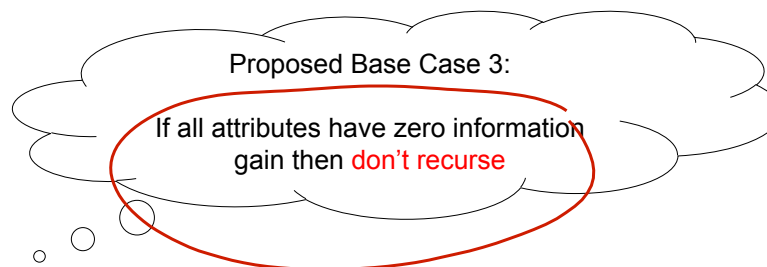 Proposed Base Case 3:
If all attributes have zero information
gain then don’t recurse